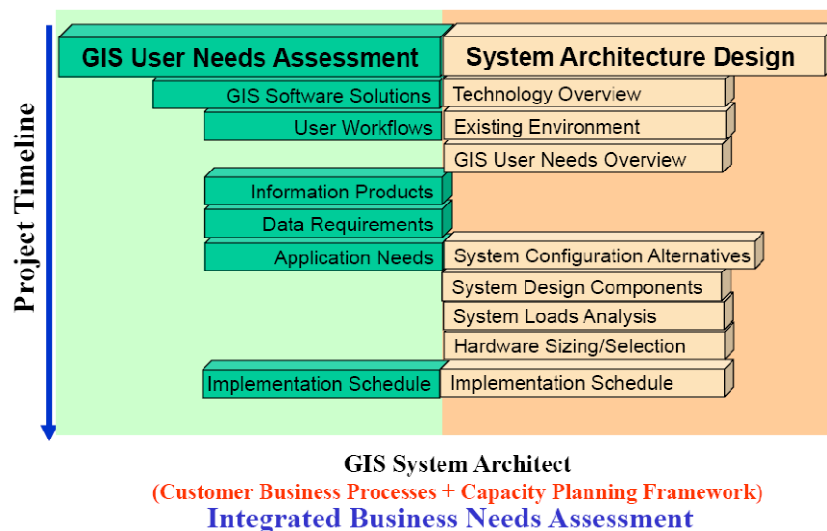 GIS User Needs Assessment
System Architecture Design
GIS Software Solutions
Technology Overview
User Workflows
Existing Environment
GIS User Needs Overview
Information Products
Data Requirements
Application Needs
System Configuration Alternatives
System Design Components
System Loads Analysis
Hardware Sizing/Selection
Implementation Schedule
Implementation Schedule
Project Timeline
GIS System Architect
(Customer Business Processes + Capacity Planning Framework)
Integrated Business Needs Assessment